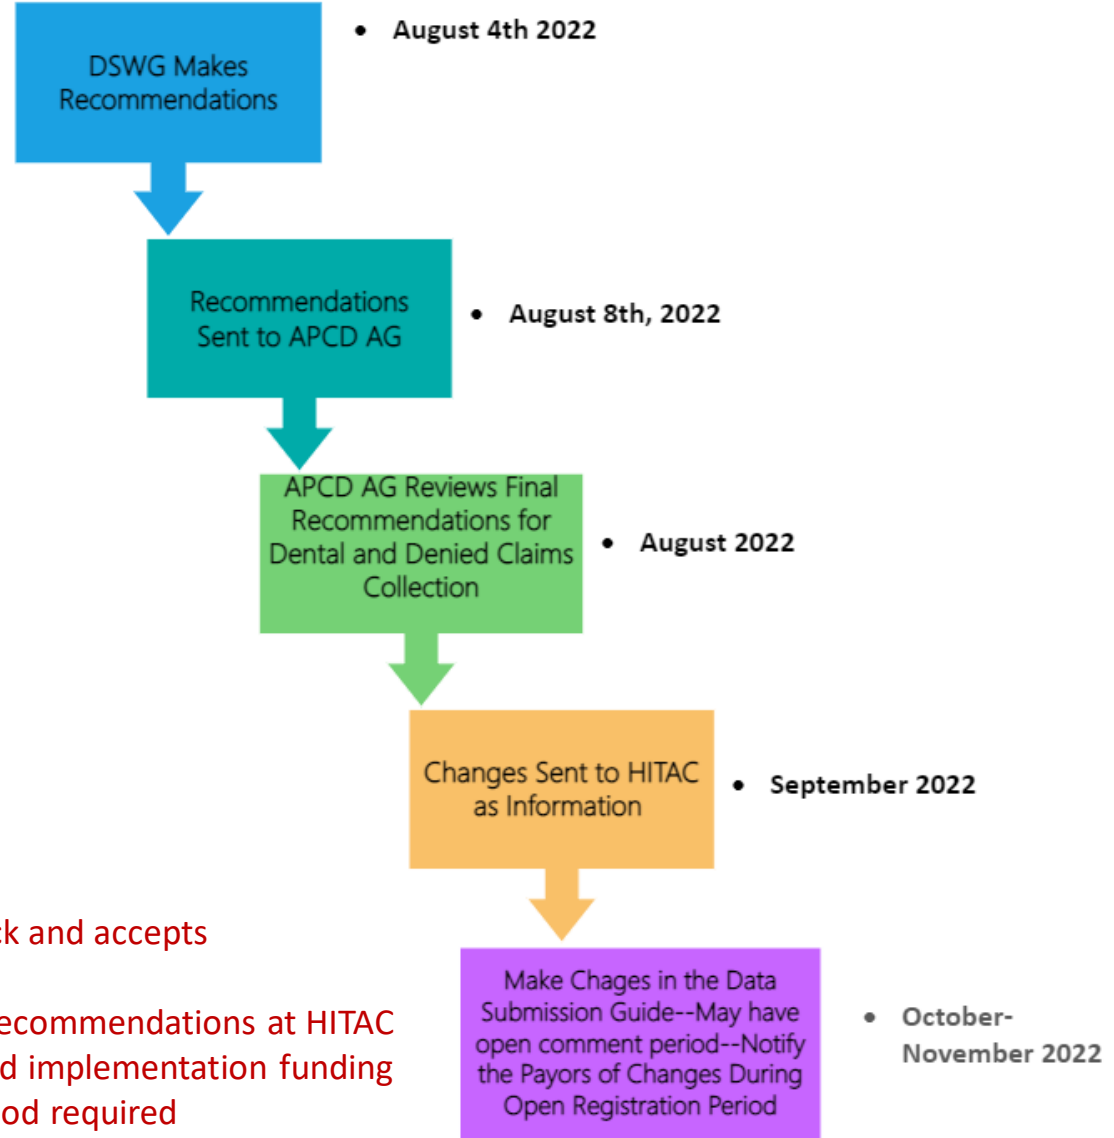 • August 4th 2022
DSWG Makes
Recommendations
Recommendations
Sent to APCD AG
• August 8th, 2022
APCD AG Reviews Final
Recommendations for
Dental and Denied Claims
Collection
• August 2022
Changes Sent to HITAC
as Information
• September 2022
ck and accepts
ecommendations at HITAC
d implementation funding
od required
Make Chages in the Data
Submission Guide--May have
open comment period--Notify
the Payors of Changes During
Open Registration Period
• October-
November 2022